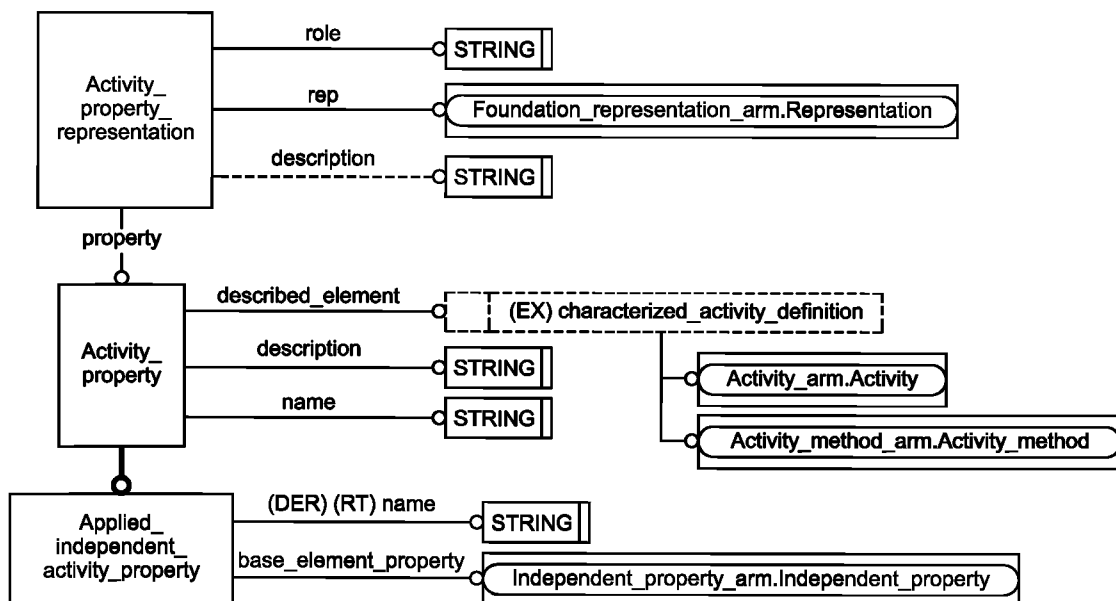 role
STRING
Activity_
property_
representation
rep
Foundation_representation_arm.Representation
description
STRING
property
Activity_
property
described_element
(EX) characterized_activity_definition
description
STRING
Activity_arm.Activity
name
STRING
Activity_method_arm.Activity_method
Applied_
independent_
activity_property
(DER) (RT) name
STRING
base_element_property
Independent_property_arm.Independent_property